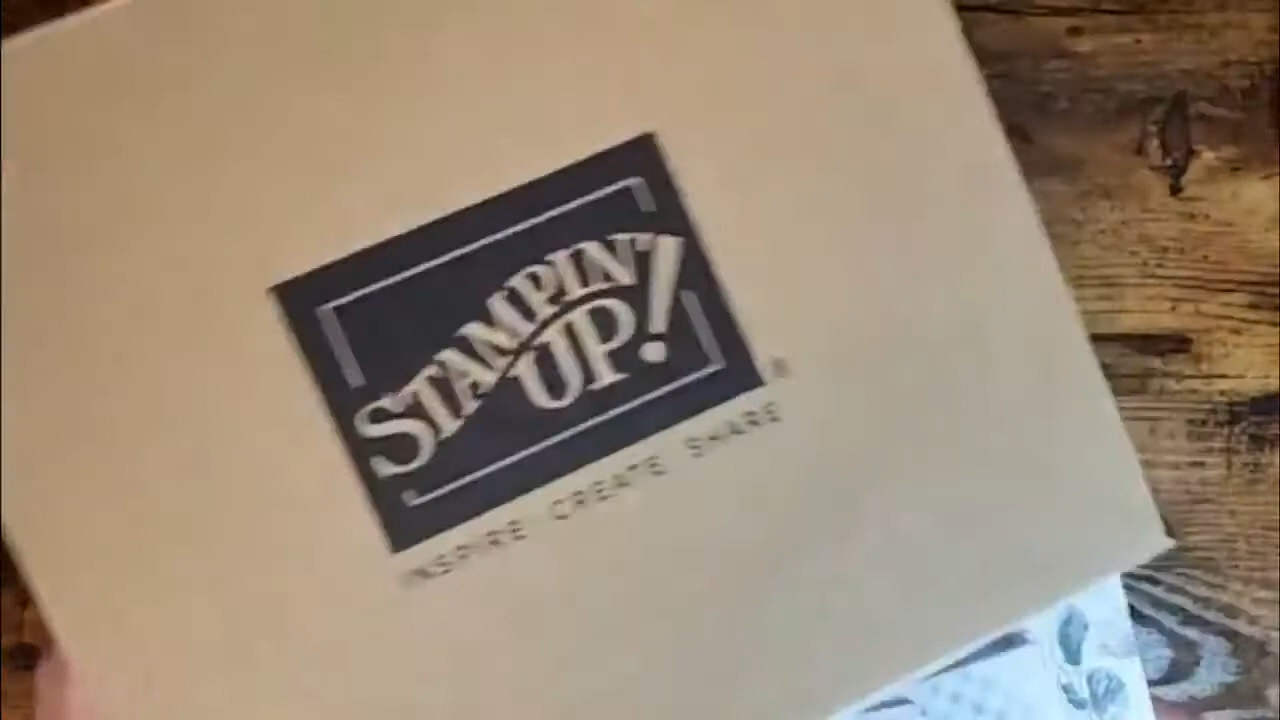 STAMPIN'
UP!
®
INSPIRE · CREATE · SHARE